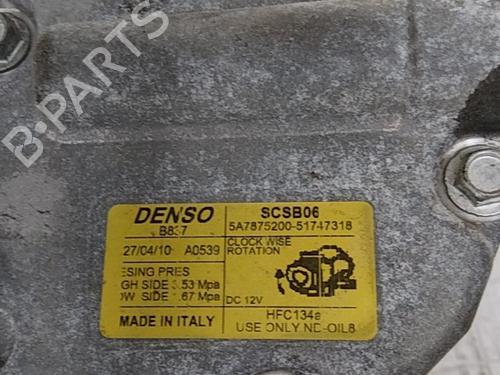 B-PARTS
DENSO
B837
27/04/10 A0539
ESING PRES
GH SIDE 3.53 Mpa
OW SIDE 1.67 Mpa
MADE IN ITALY
SCSB06
5A7875200-51747318
CLOCK WISE
ROTATION
DC 12V
HFC134a
USE ONLY ND-OIL8